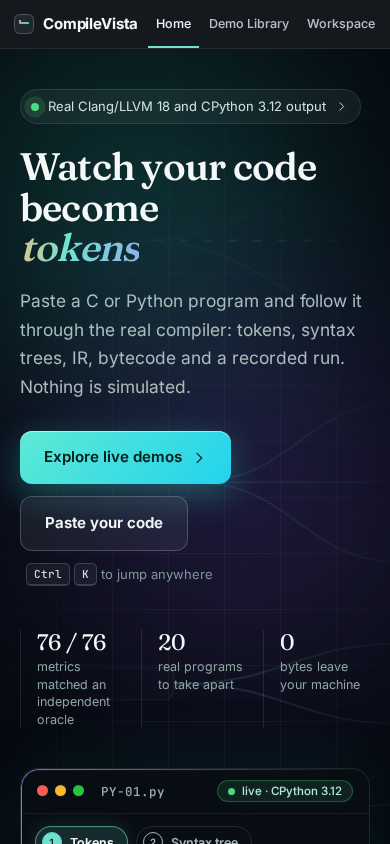 CompileVista Home Demo Library Workspace
Real Clang/LLVM 18 and CPython 3.12 output
Watch your code
become
tokens
Paste a C or Python program and follow it
through the real compiler: tokens, syntax
trees, IR, bytecode and a recorded run.
Nothing is simulated.
Explore live demos
Paste your code
Ctrl K to jump anywhere
76 / 76
metrics
matched an
independent
oracle
20
real programs
to take apart
0
bytes leave
your machine
PY-01.py live · CPython 3.12
1 Tokens 2 Syntax tree